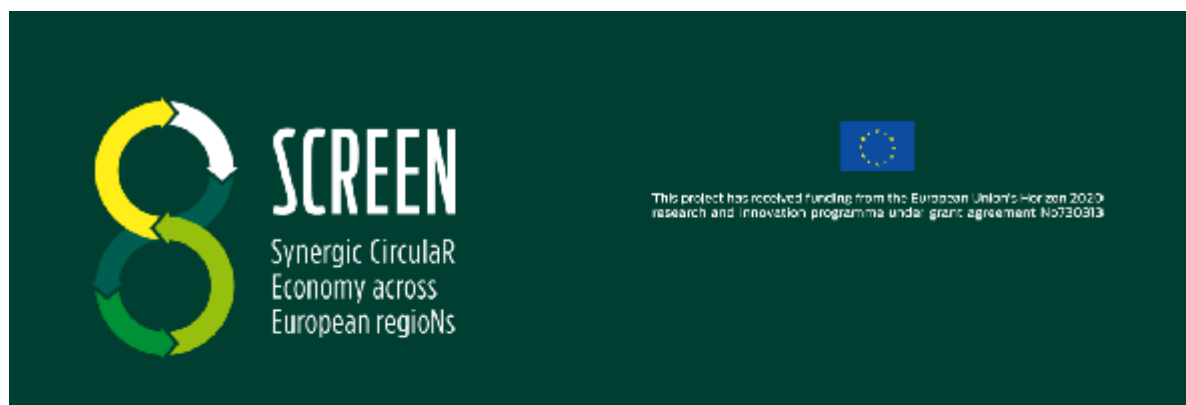 SCREEN
Synergic CirculaR
Economy across
European regioNs
This project has received funding from the European Union's Horizon 2020
research and innovation programme under grant agreement No730313